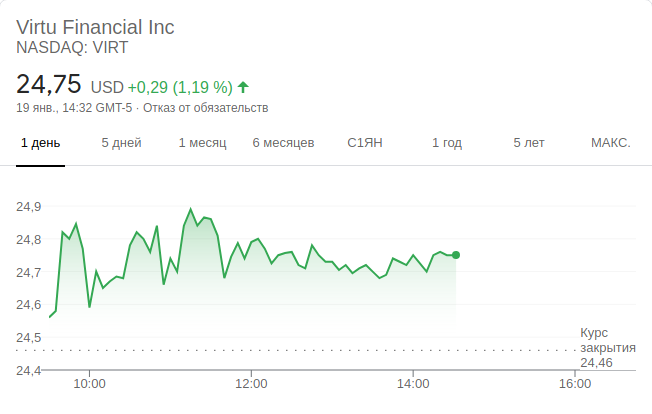 Virtu Financial Inc
NASDAQ: VIRT
24,75 USD +0,29 (1,19 %)
19 янв., 14:32 GMT-5 · Отказ от обязательств
1 день 5 дней 1 месяц 6 месяцев С1ЯН 1 год 5 лет МАКС.
24,9
24,8
24,7
24,6
24,5
24,4
Курс
закрытия
24,46
10:00 12:00 14:00 16:00